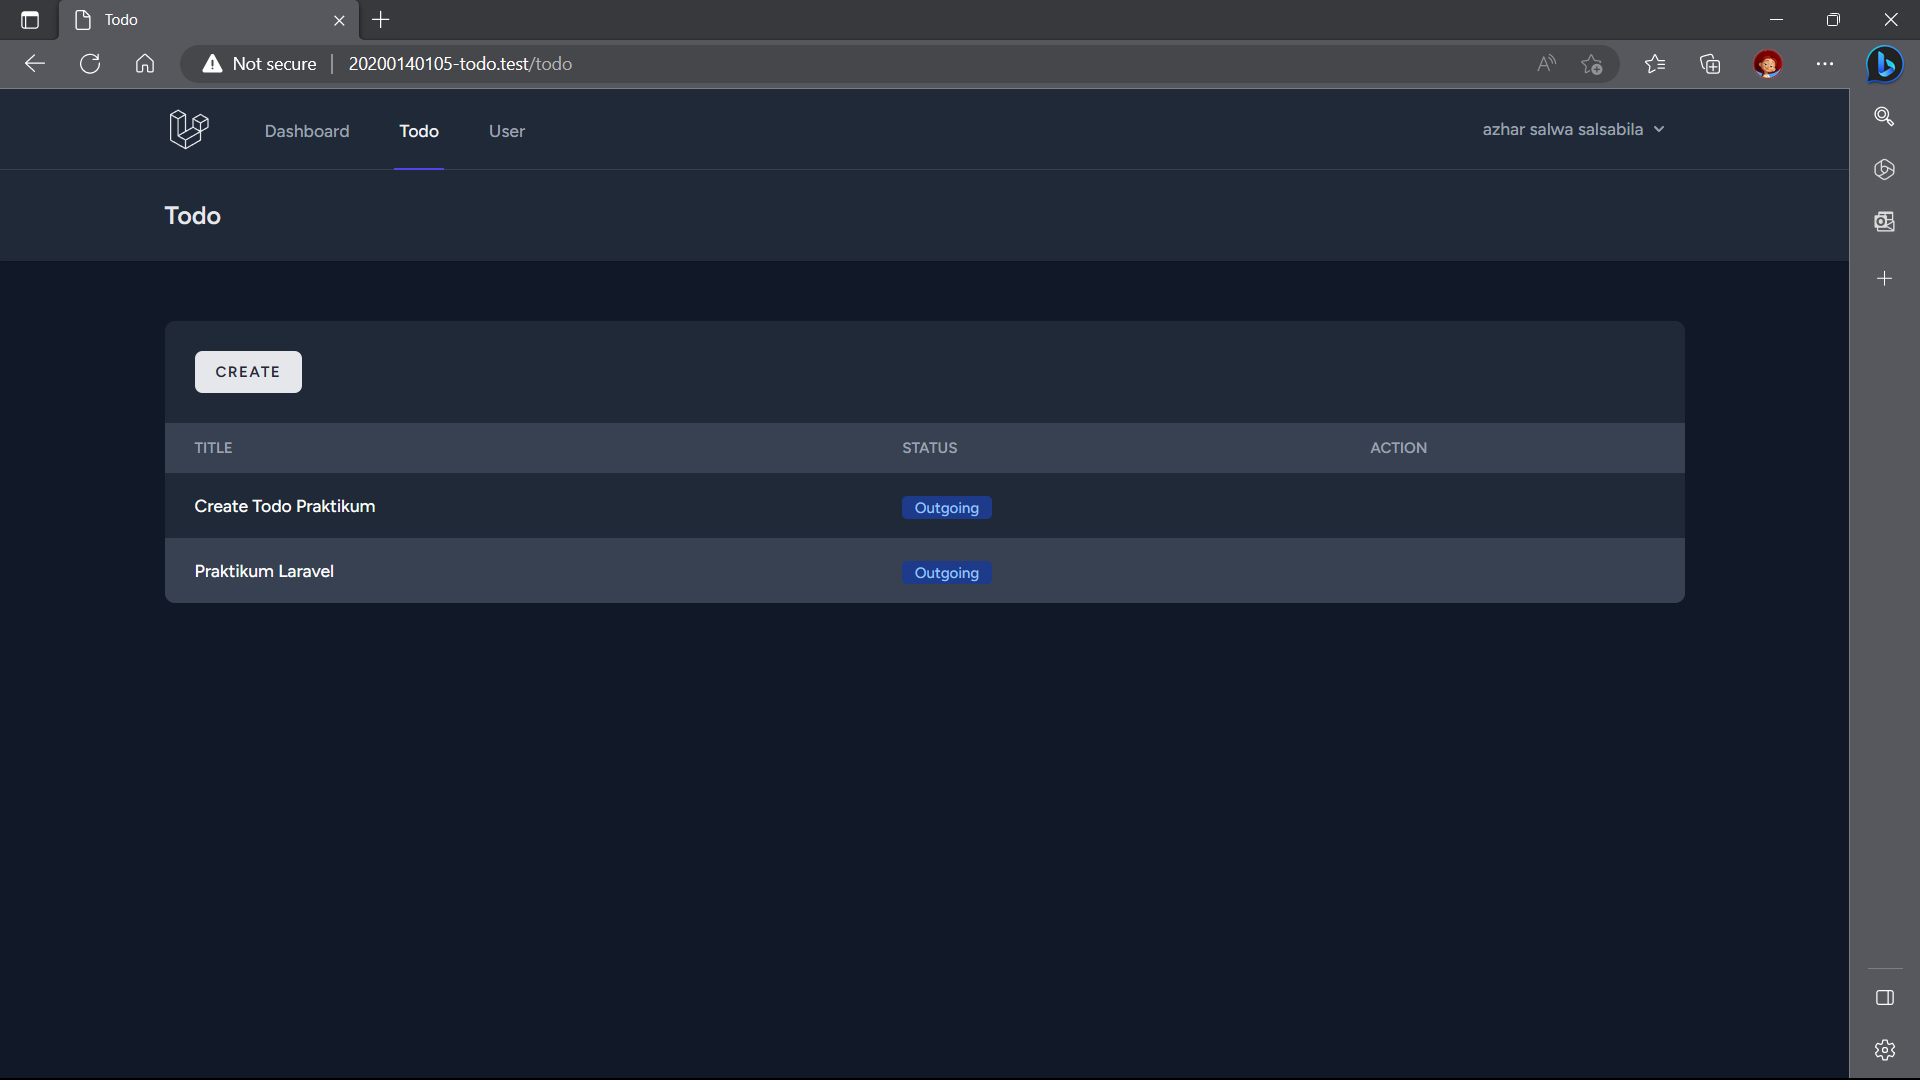 Todo
Not secure
20200140105-todo.test/todo
Dashboard
Todo
User
azhar salwa salsabila
Todo
CREATE
TITLE STATUS ACTION
Create Todo Praktikum Outgoing
Praktikum Laravel Outgoing